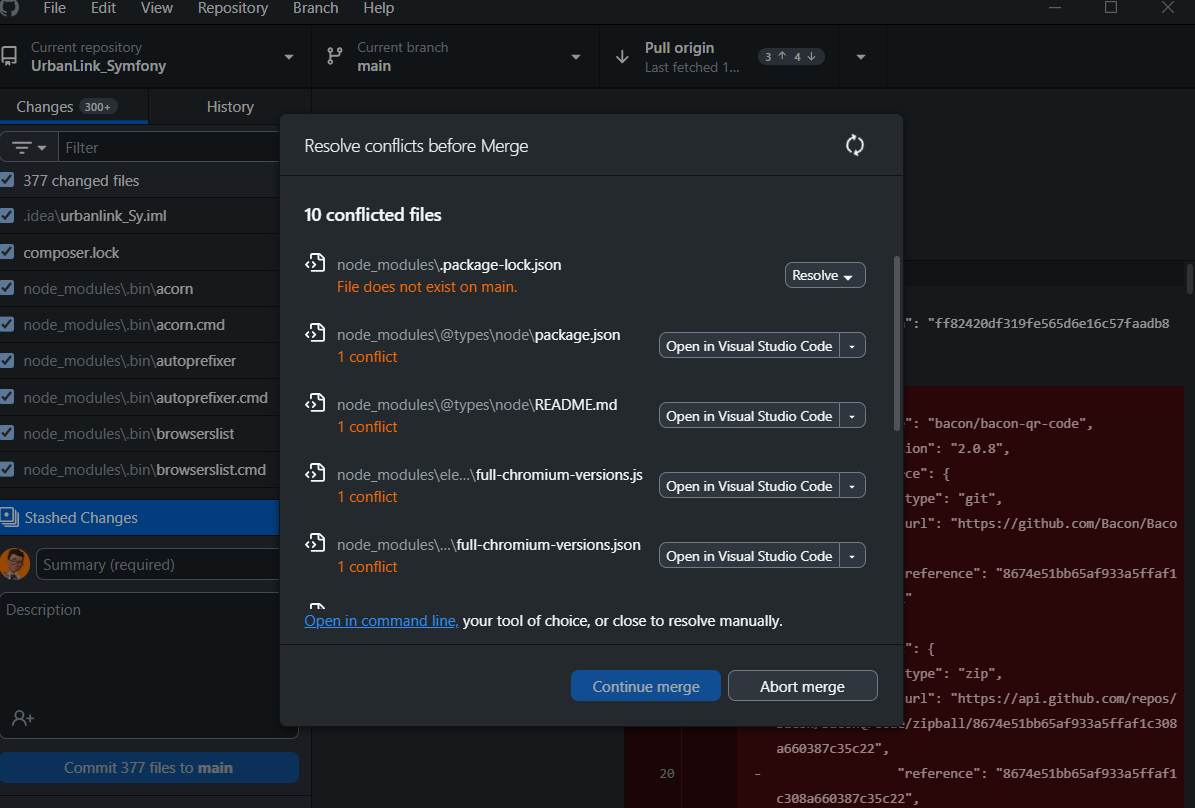 File Edit View Repository Branch Help
Current repository
UrbanLink_Symfony
Current branch
main
Pull origin
Last fetched 1...
3 4
Changes 300+
History
Filter
377 changed files
.idea\urbanlink_Sy.iml
composer.lock
node_modules\.bin\acorn
node_modules\.bin\acorn.cmd
node_modules\.bin\autoprefixer
node_modules\.bin\autoprefixer.cmd
node_modules\.bin\browserslist
node_modules\.bin\browserslist.cmd
Stashed Changes
Summary (required)
Description
Commit 377 files to main
Resolve conflicts before Merge
10 conflicted files
node_modules\.package-lock.json
File does not exist on main.
Resolve
node_modules\@types\node\package.json
1 conflict
Open in Visual Studio Code
node_modules\@types\node\README.md
1 conflict
Open in Visual Studio Code
node_modules\ele...\full-chromium-versions.js
1 conflict
Open in Visual Studio Code
node_modules\...\full-chromium-versions.json
1 conflict
Open in Visual Studio Code
Open in command line, your tool of choice, or close to resolve manually.
Continue merge
Abort merge
": "ff82420df319fe565d6e16c57faadb8
": "bacon/bacon-qr-code",
ion": "2.0.8",
ce": {
type": "git",
url": "https://github.com/Bacon/Baco
reference": "8674e51bb65af933a5ffaf1
"
": {
type": "zip",
url": "https://api.github.com/repos/
/zipball/8674e51bb65af933a5ffaf1c308
a660387c35c22",
20 - "reference": "8674e51bb65af933a5ffaf1
c308a660387c35c22",